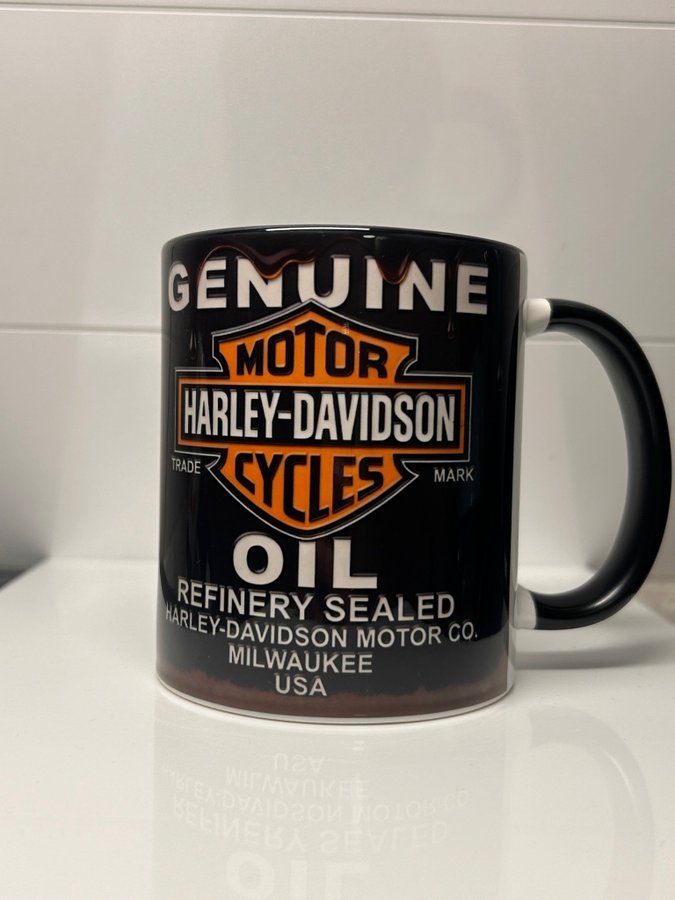 GENUINE
MOTOR
HARLEY-DAVIDSON
CYCLES
TRADE MARK
OIL
REFINERY SEALED
HARLEY-DAVIDSON MOTOR CO.
MILWAUKEE
USA